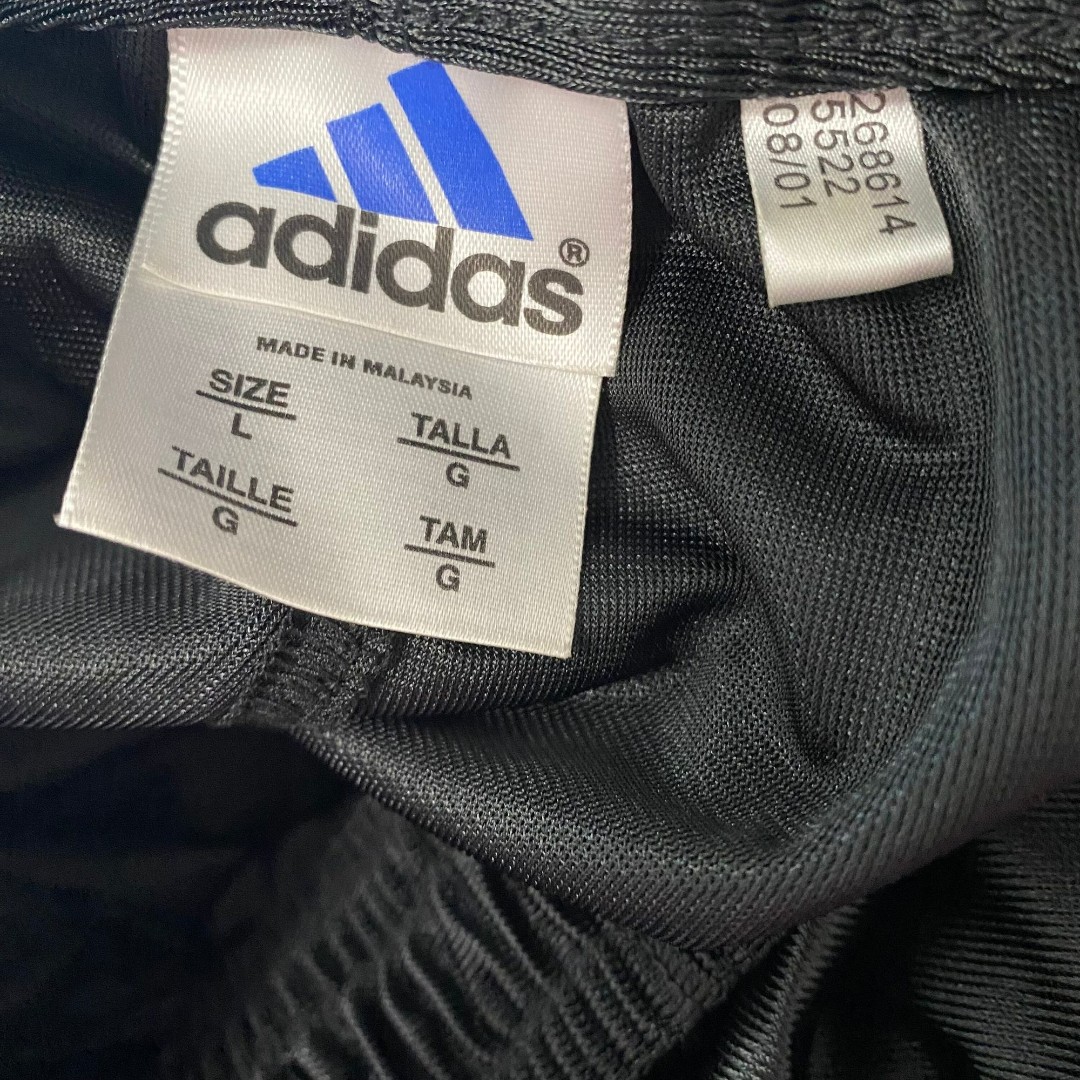 adidas®
MADE IN MALAYSIA
SIZE
L
TALLA
G
TAILLE
G
TAM
G
268614
5522
08/01